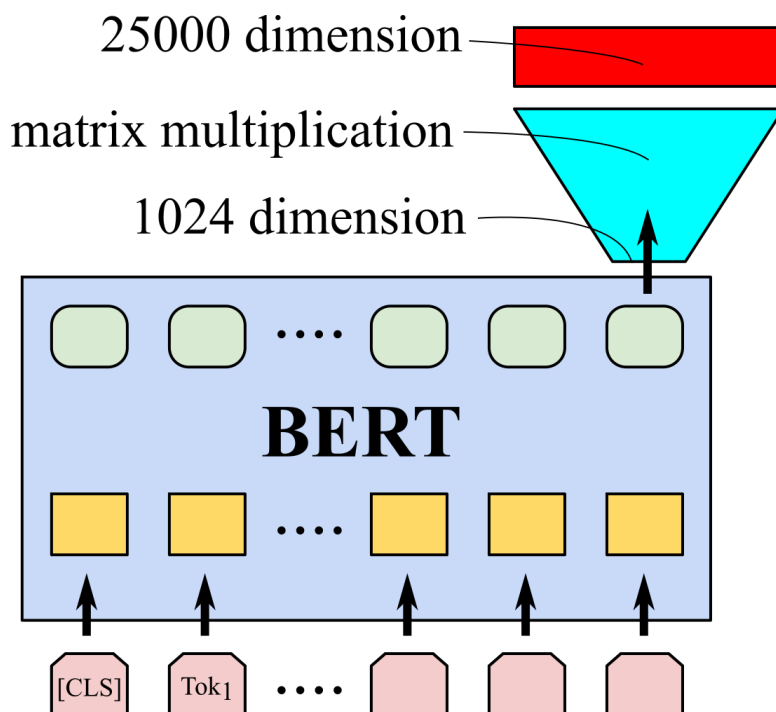 25000 dimension
matrix multiplication
1024 dimension
....
BERT
....
[CLS] Tok1 ....